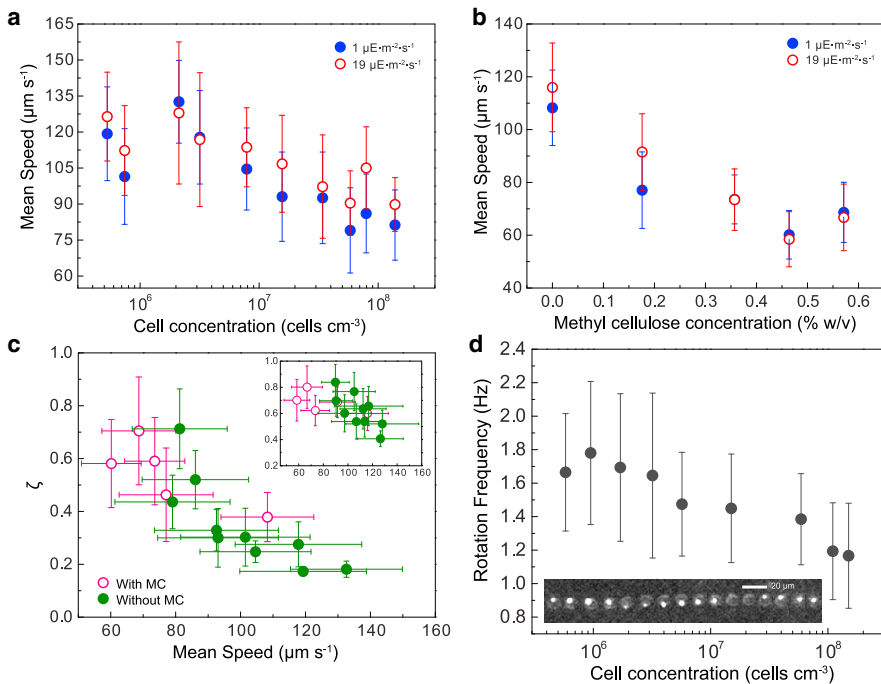 a
165
150
135
120
105
90
75
60
Mean Speed (µm s⁻¹)
1 µE·m⁻²·s⁻¹
19 µE·m⁻²·s⁻¹
10⁶ 10⁷ 10⁸
Cell concentration (cells cm⁻³)
b
140
120
100
80
60
40
Mean Speed (µm s⁻¹)
1 µE·m⁻²·s⁻¹
19 µE·m⁻²·s⁻¹
0.0 0.1 0.2 0.3 0.4 0.5 0.6
Methyl cellulose concentration (% w/v)
c
1.0
0.8
0.6
0.4
0.2
0.0
ζ
1.0
0.8
0.6
0.4
0.2
60 80 100 120 140 160
With MC
Without MC
60 80 100 120 140 160
Mean Speed (µm s⁻¹)
d
2.4
2.2
2.0
1.8
1.6
1.4
1.2
1.0
0.8
Rotation Frequency (Hz)
20 µm
10⁶ 10⁷ 10⁸
Cell concentration (cells cm⁻³)